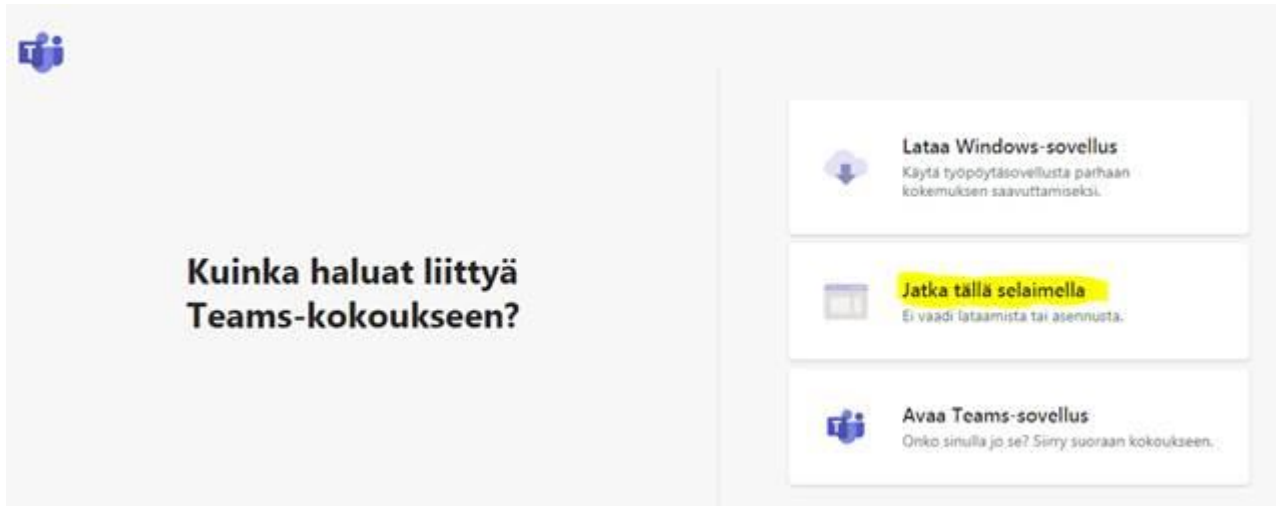 Kuinka haluat liittyä
Teams-kokoukseen?
Lataa Windows-sovellus
Käytä työpöytäsovellusta parhaan
kokemuksen saavuttamiseksi.
Jatka tällä selaimella
Ei vaadi lataamista tai asennusta.
Avaa Teams-sovellus
Onko sinulla jo se? Siirry suoraan kokoukseen.